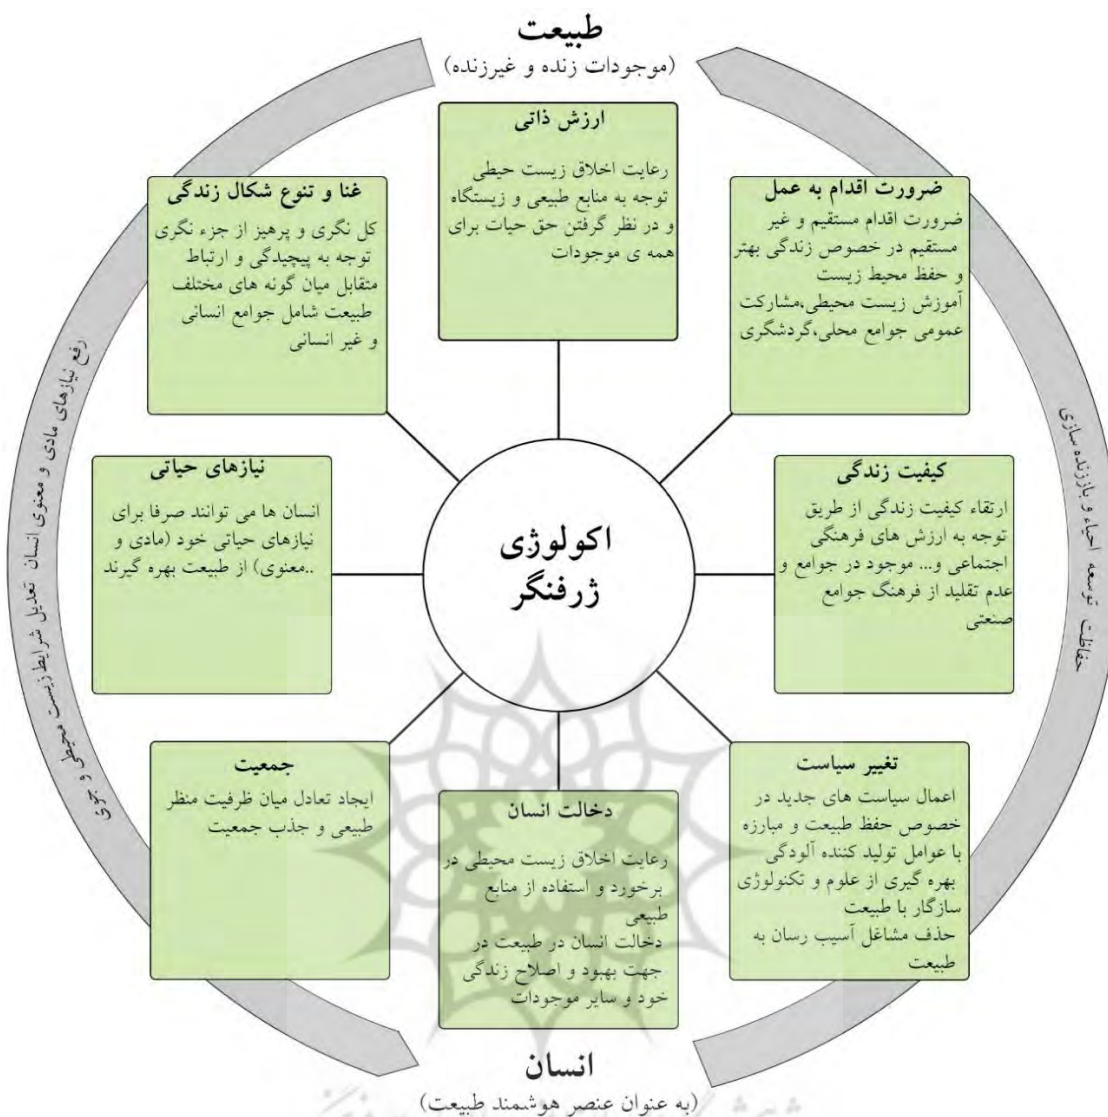 طبیعت
(موجودات زنده و غیرزنده)
ارزش ذاتی
رعایت اخلاق زیست حیطی
توجه به منابع طبیعی و زیستگاه
و در نظر گرفتن حق حیات برای
همه ی موجودات
ضرورت اقدام به عمل
ضرورت اقدام مستقیم و غیر
مستقیم در خصوص زندگی بهتر
و حفظ محیط زیست
آموزش زیست محیطی،مشارکت
عمومی جوامع محلی،گردشگری
غنا و تنوع شکال زندگی
کل نگری و پرهیز از جزء نگری
توجه به پیچیدگی و ارتباط
متقابل میان گونه های مختلف
طبیعت شامل جوامع انسانی
و غیر انسانی
کیفیت زندگی
ارتقاء کیفیت زندگی از طریق
توجه به ارزش های فرهنگی
اجتماعی و... موجود در جوامع و
عدم تقلید از فرهنگ جوامع
صنعتی
اکولوژی
ژرفنگر
نیازهای حیاتی
انسان ها می توانند صرفا برای
نیازهای حیاتی خود (مادی و
..معنوی) از طبیعت بهره گیرند
تغییر سیاست
اعمال سیاست های جدید در
خصوص حفظ طبیعت و مبارزه
با عوامل تولید کننده آلودگی
بهره گیری از علوم و تکنولوژی
سازگار با طبیعت
حذف مشاغل آسیب رسان به
طبیعت
دخالت انسان
رعایت اخلاق زیست محیطی در
برخورد و استفاده از منابع
طبیعی
دخالت انسان در طبیعت در
جهت بهبود و اصلاح زندگی
خود و سایر موجودات
جمعیت
ایجاد تعادل میان ظرفیت منظر
طبیعی و جذب جمعیت
حفاظت توسعه احیاء و باززنده سازی
رفع نیازهای مادی و معنوی انسان تعدیل شرایط زیست محیطی و جوی
انسان
(به عنوان عنصر هوشمند طبیعت)